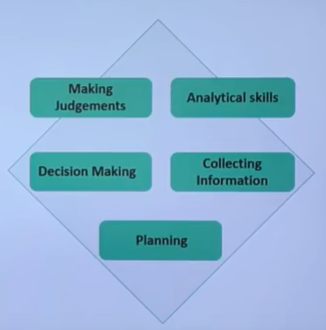 Making
Judgements
Analytical skills
Decision Making
Collecting
Information
Planning